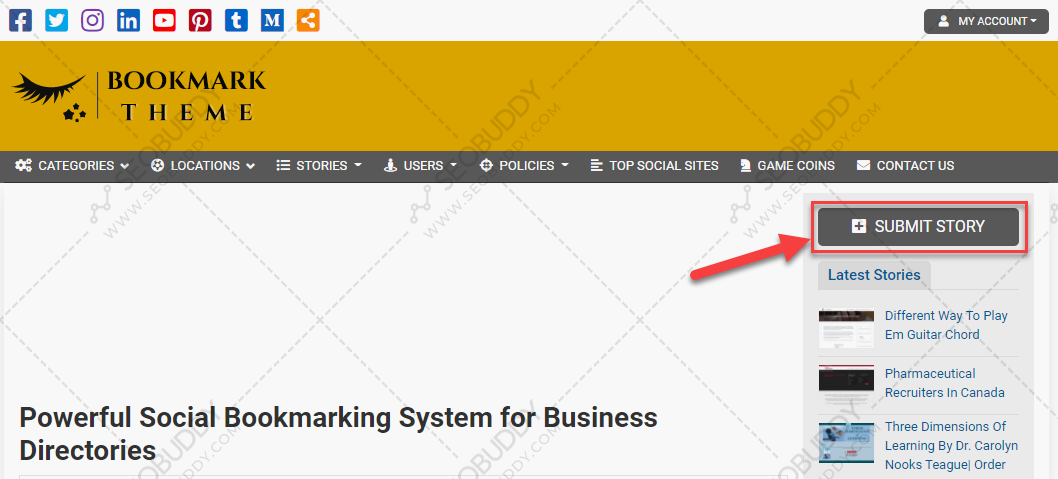 MY ACCOUNT
BOOKMARK
THEME
CATEGORIES
LOCATIONS
STORIES
USERS
POLICIES
TOP SOCIAL SITES
GAME COINS
CONTACT US
SUBMIT STORY
Latest Stories
Different Way To Play
Em Guitar Chord
Pharmaceutical
Recruiters In Canada
Three Dimensions Of
Learning By Dr. Carolyn
Nooks Teague| Order
Powerful Social Bookmarking System for Business
Directories
SEOBUDDY
WWW.SEOBUDDY.COM